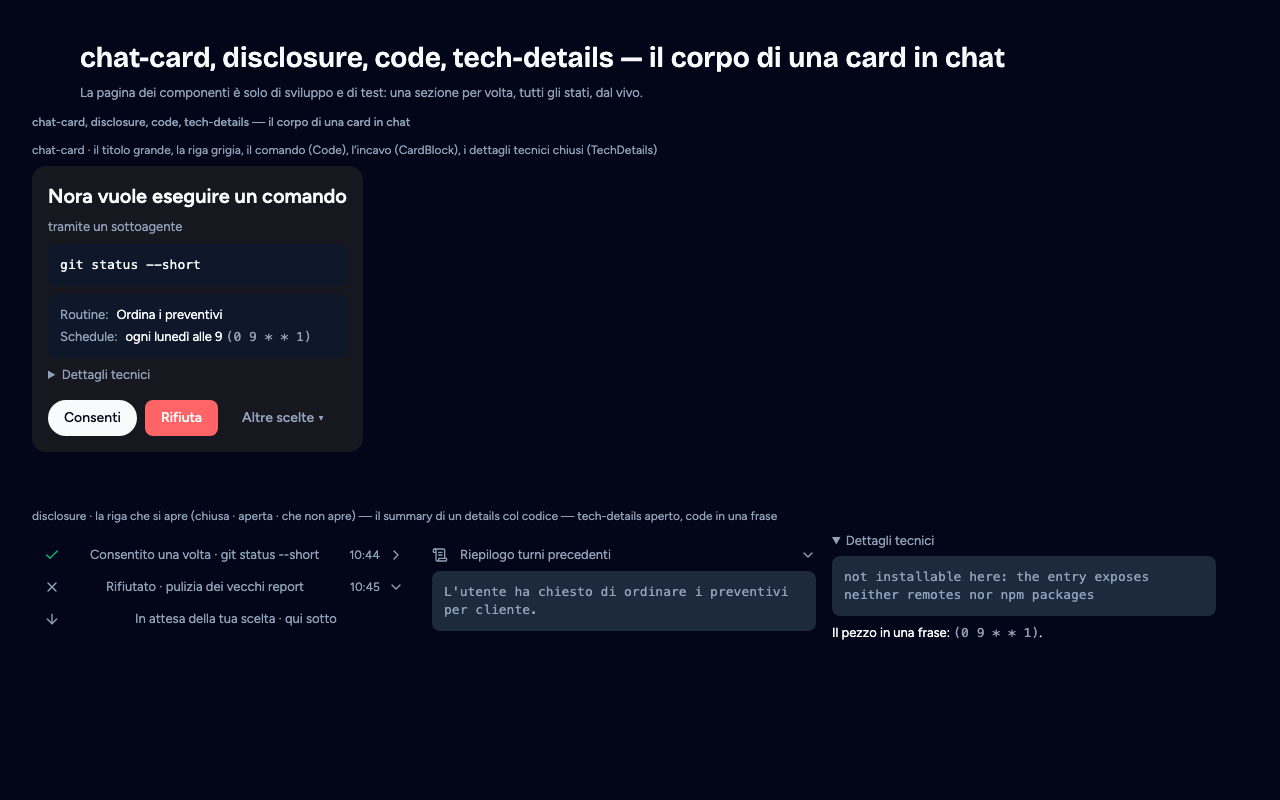 chat-card, disclosure, code, tech-details — il corpo di una card in chat
La pagina dei componenti è solo di sviluppo e di test: una sezione per volta, tutti gli stati, dal vivo.
chat-card, disclosure, code, tech-details — il corpo di una card in chat
chat-card · il titolo grande, la riga grigia, il comando (Code), l'incavo (CardBlock), i dettagli tecnici chiusi (TechDetails)
Nora vuole eseguire un comando
tramite un sottoagente
git status --short
Routine: Ordina i preventivi
Schedule: ogni lunedì alle 9 (0 9 * * 1)
▶ Dettagli tecnici
Consenti Rifiuta Altre scelte ▾
disclosure · la riga che si apre (chiusa · aperta · che non apre) — il summary di un details col codice — tech-details aperto, code in una frase
Consentito una volta · git status --short 10:44
Rifiutato · pulizia dei vecchi report 10:45
In attesa della tua scelta · qui sotto
Riepilogo turni precedenti
L'utente ha chiesto di ordinare i preventivi
per cliente.
▼ Dettagli tecnici
not installable here: the entry exposes
neither remotes nor npm packages
Il pezzo in una frase: (0 9 * * 1).